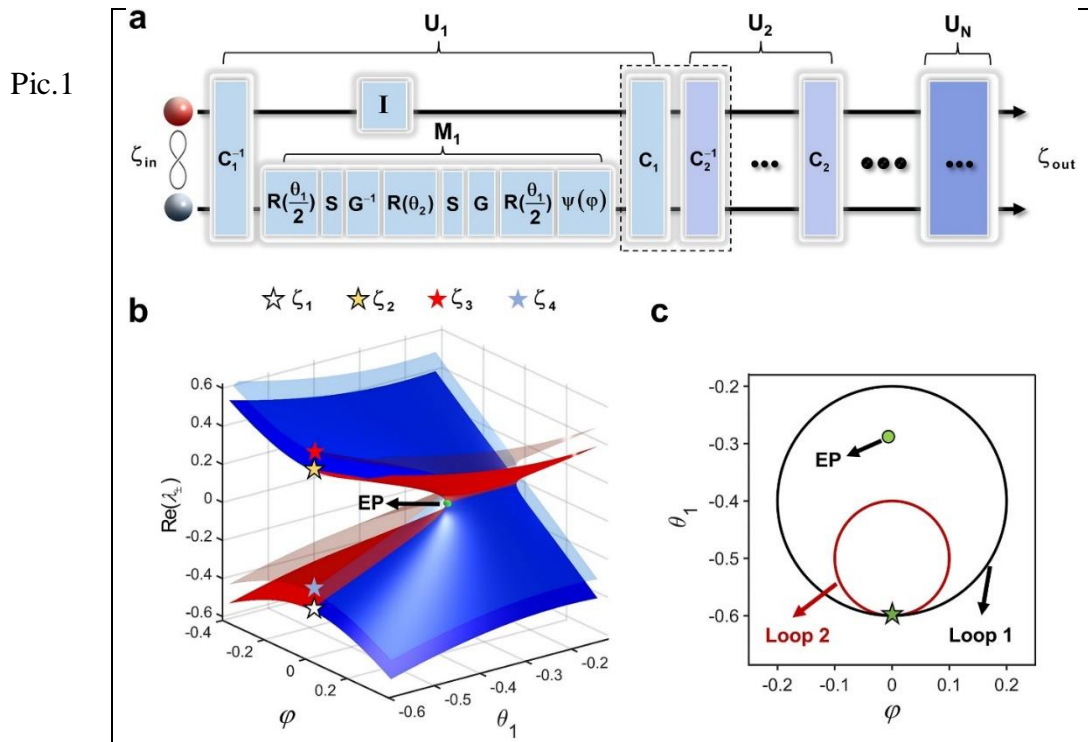 Pic.1
a
U₁ U₂ U_N
ζ_in
C₁⁻¹ I C₁ C₂⁻¹ ••• C₂ ••• •••
M₁
R(θ₁/2) S G⁻¹ R(θ₂) S G R(θ₁/2) ψ(φ)
ζ_out
ζ₁ ζ₂ ζ₃ ζ₄
b
Re(λ±)
0.6
0.4
0.2
0
-0.2
-0.4
-0.6
EP
-0.4 -0.2 0 0.2
φ
-0.6 -0.5 -0.4 -0.3 -0.2
θ₁
c
θ₁
-0.2
-0.3
-0.4
-0.5
-0.6
EP
Loop 2
Loop 1
-0.2 -0.1 0 0.1 0.2
φ